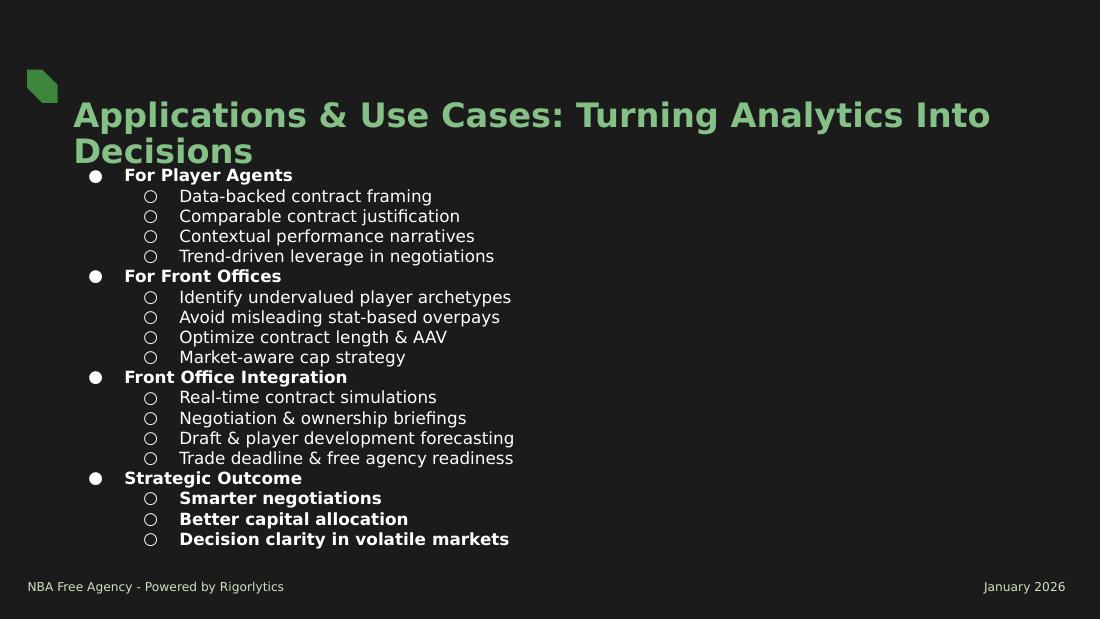 Applications & Use Cases: Turning Analytics Into
Decisions
● For Player Agents
○ Data-backed contract framing
○ Comparable contract justification
○ Contextual performance narratives
○ Trend-driven leverage in negotiations
● For Front Offices
○ Identify undervalued player archetypes
○ Avoid misleading stat-based overpays
○ Optimize contract length & AAV
○ Market-aware cap strategy
● Front Office Integration
○ Real-time contract simulations
○ Negotiation & ownership briefings
○ Draft & player development forecasting
○ Trade deadline & free agency readiness
● Strategic Outcome
○ Smarter negotiations
○ Better capital allocation
○ Decision clarity in volatile markets
NBA Free Agency - Powered by Rigorlytics
January 2026